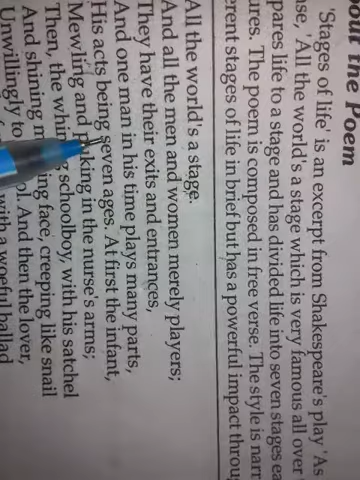 our the Poem
'Stages of life' is an excerpt from Shakespeare's play 'As
'All the world's a stage which is very famous all over
pares life to a stage and has divided life into seven stages ea
ures. The poem is composed in free verse. The style is narr
erent stages of life in brief but has a powerful impact throu
All the world's a stage.
And all the men and women merely players;
They have their exits and entrances,
And one man in his time plays many parts,
His acts being seven ages. At first the infant,
Mewling and puking in the nurse's arms;
Then, the whi schoolboy, with his satchel
And shining m ing face, creeping like snail
Unwillingly to ol. And then the lover,
with a woeful ballad